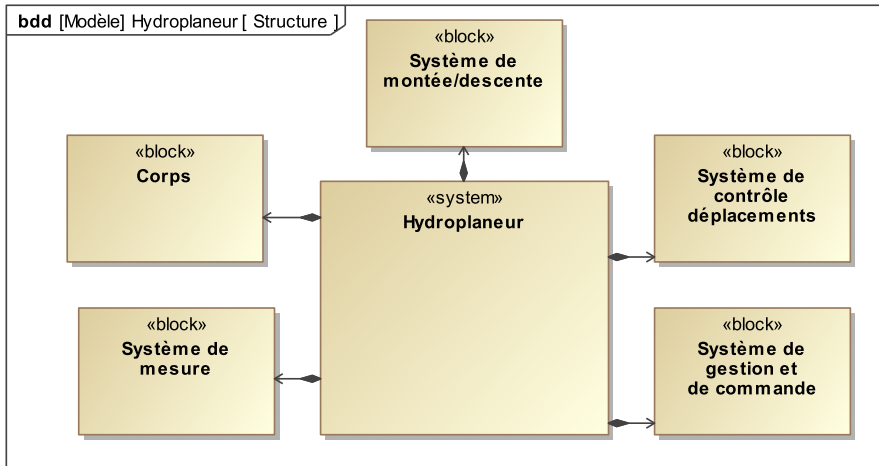 bdd [Modèle] Hydroplaneur [ Structure ]
«block»
Système de
montée/descente
«block»
Corps
«system»
Hydroplaneur
«block»
Système de
contrôle
déplacements
«block»
Système de
mesure
«block»
Système de
gestion et
de commande